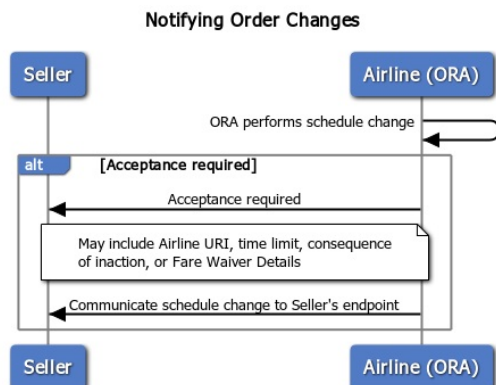 Notifying Order Changes
Seller
Airline (ORA)
ORA performs schedule change
alt
[Acceptance required]
Acceptance required
May include Airline URI, time limit, consequence
of inaction, or Fare Waiver Details
Communicate schedule change to Seller's endpoint
Seller
Airline (ORA)